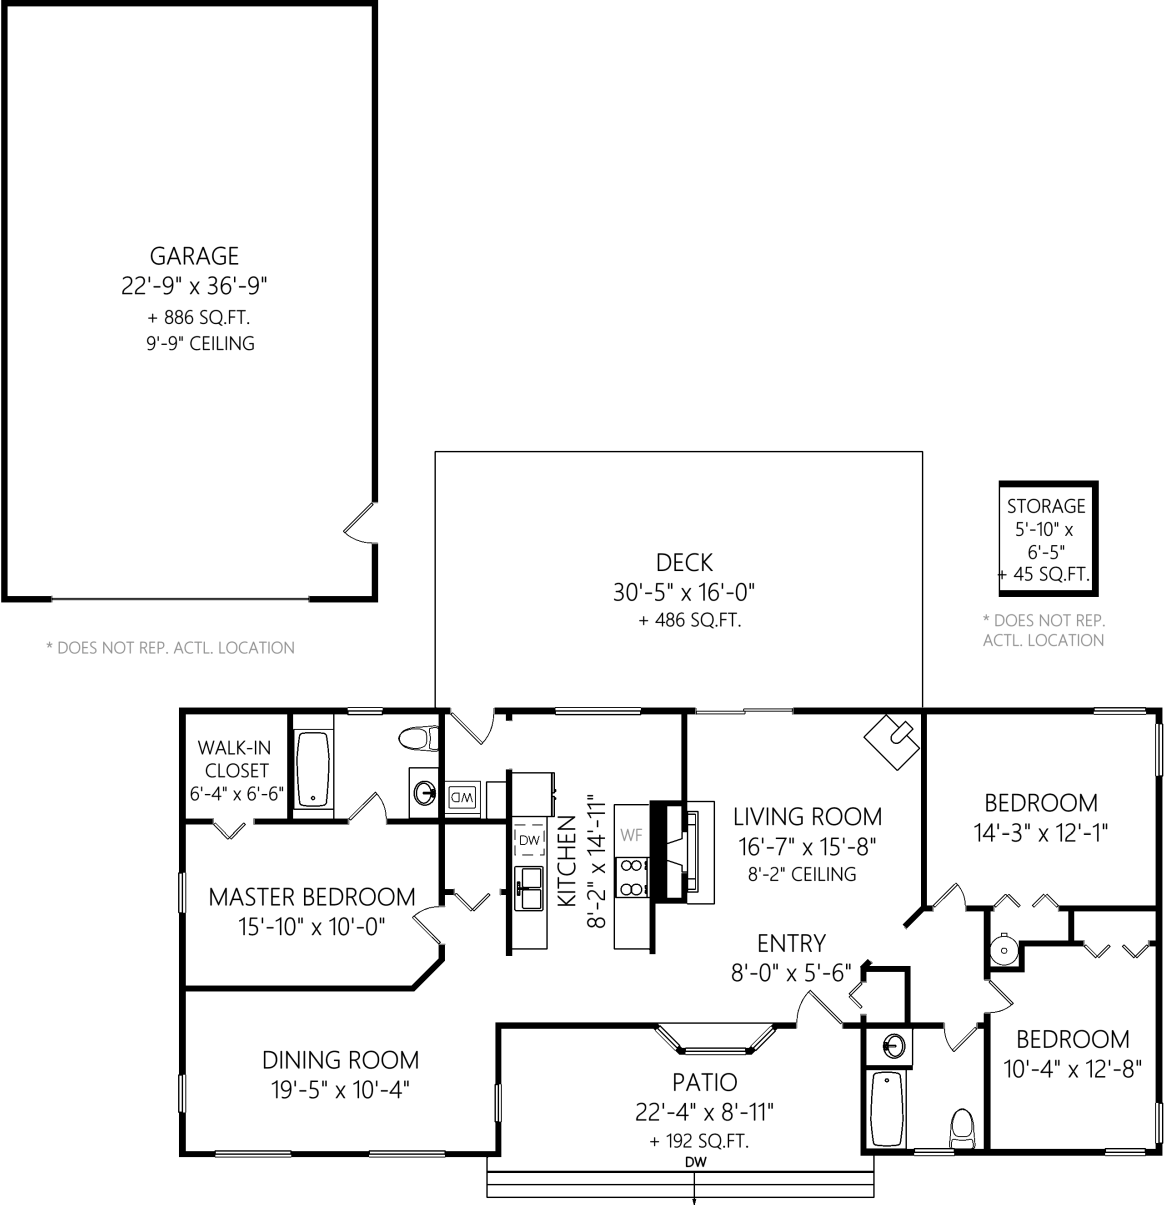 GARAGE
22'-9" x 36'-9"
+ 886 SQ.FT.
9'-9" CEILING
* DOES NOT REP. ACTL. LOCATION
DECK
30'-5" x 16'-0"
+ 486 SQ.FT.
STORAGE
5'-10" x
6'-5"
+ 45 SQ.FT.
* DOES NOT REP.
ACTL. LOCATION
WALK-IN
CLOSET
6'-4" x 6'-6"
WD
DW
KITCHEN
8'-2" x 14'-11"
WF
LIVING ROOM
16'-7" x 15'-8"
8'-2" CEILING
BEDROOM
14'-3" x 12'-1"
MASTER BEDROOM
15'-10" x 10'-0"
ENTRY
8'-0" x 5'-6"
DINING ROOM
19'-5" x 10'-4"
PATIO
22'-4" x 8'-11"
+ 192 SQ.FT.
DW
BEDROOM
10'-4" x 12'-8"